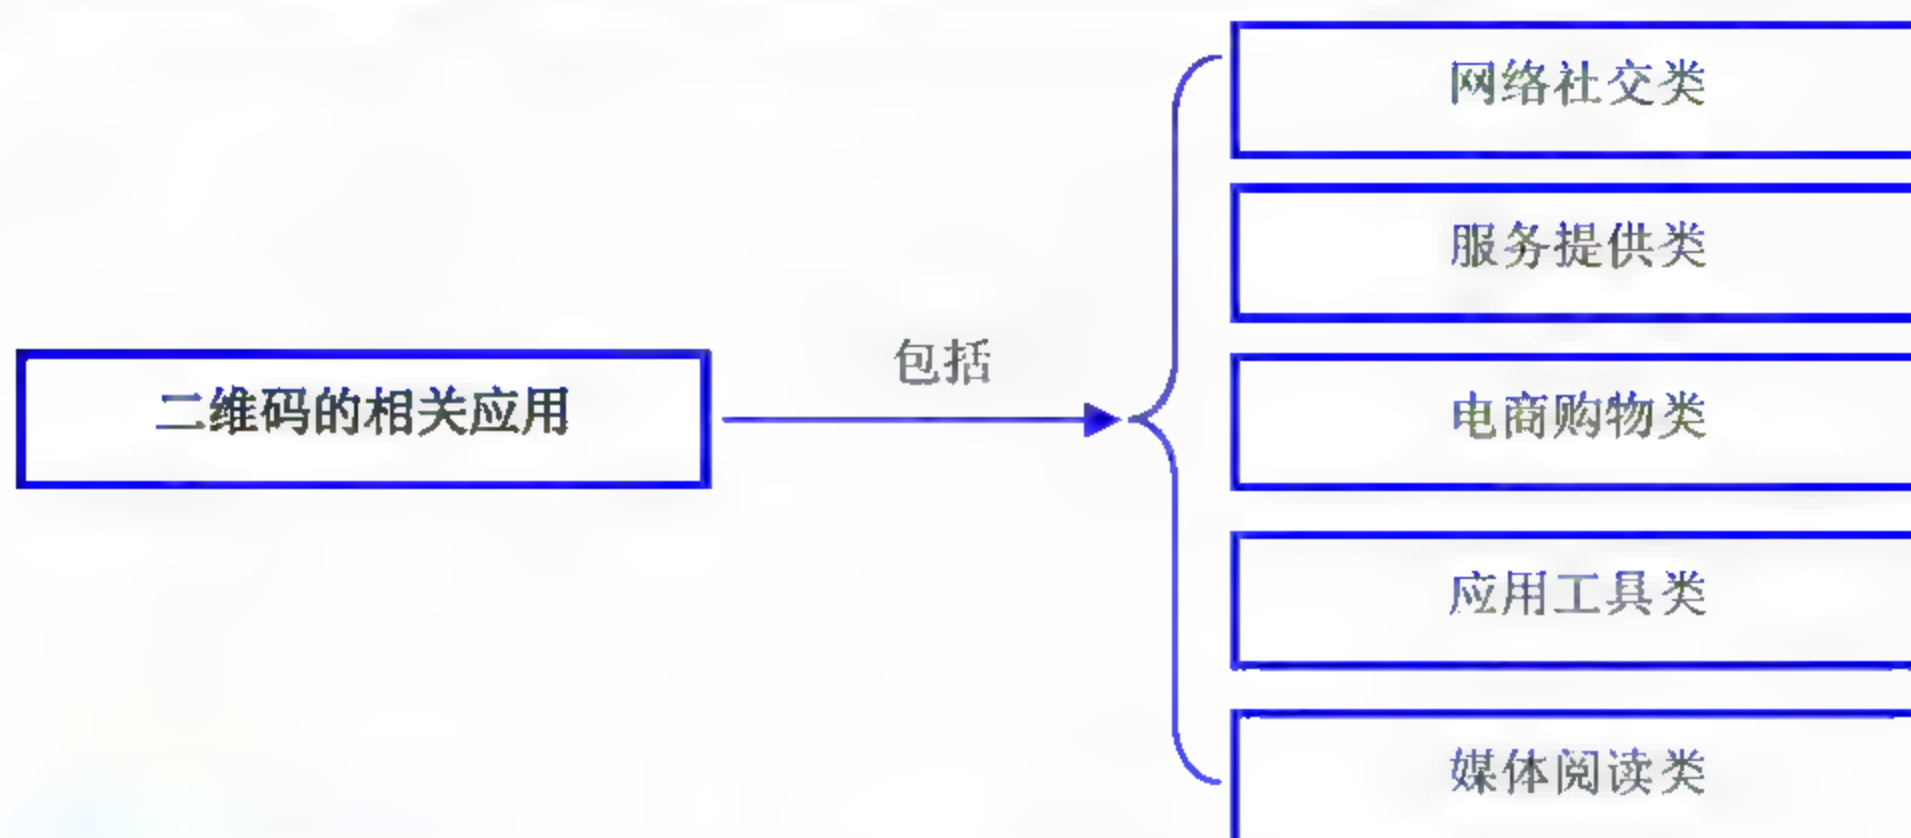 二维码的相关应用
包括
网络社交类
服务提供类
电商购物类
应用工具类
媒体阅读类